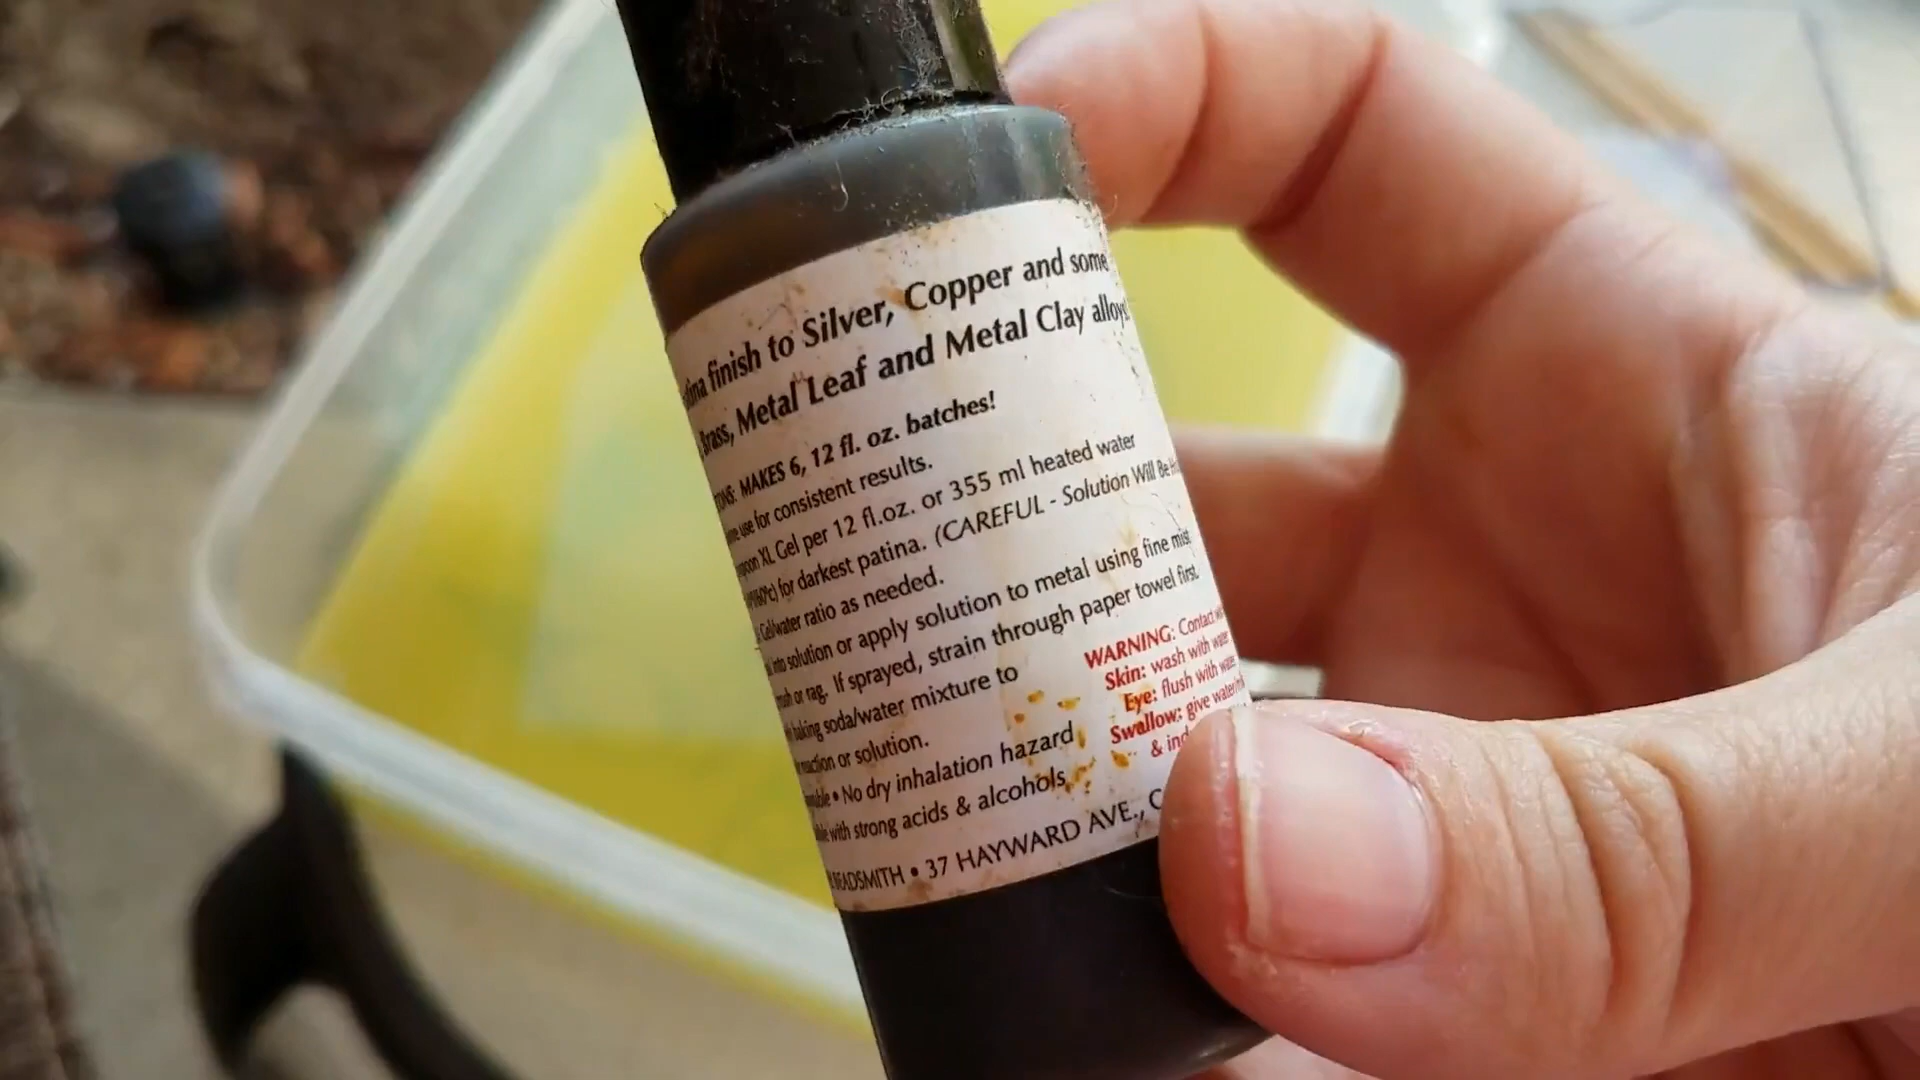 finish to Silver, Copper and some
Brass, Metal Leaf and Metal Clay alloys!
MAKES 6, 12 fl. oz. batches!
use for consistent results.
XL Gel per 12 fl.oz. or 355 ml heated water
for darkest patina. (CAREFUL - Solution Will Be
Gel/water ratio as needed.
into solution or apply solution to metal using fine mist
or rag. If sprayed, strain through paper towel first.
baking soda/water mixture to
reaction or solution.
• No dry inhalation hazard
with strong acids & alcohols
WARNING: Contact
Skin: wash with water
Eye: flush with water
Swallow: give water
&
BEADSMITH • 37 HAYWARD AVE.,